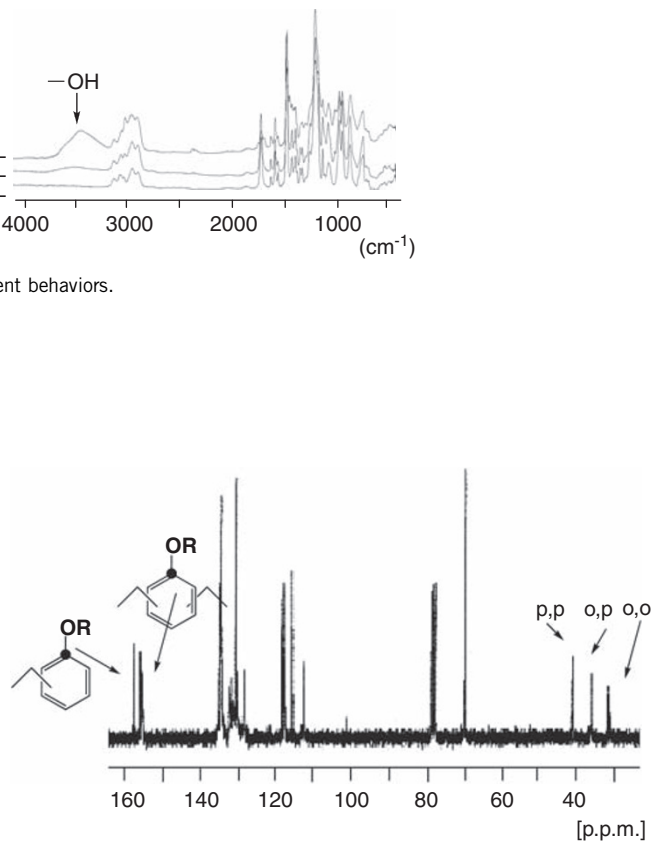 —OH
4000 3000 2000 1000
(cm-1)
ent behaviors.
OR
OR
p,p o,p o,o
160 140 120 100 80 60 40
[p.p.m.]